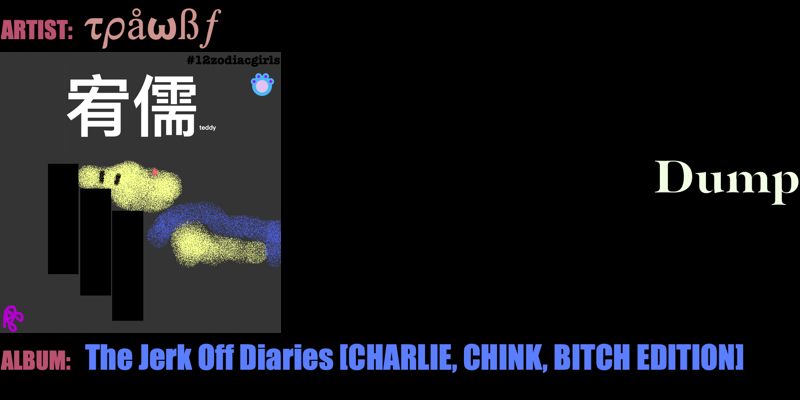 ARTIST: τρåωßƒ
#12zodiacgirls
宥儒
teddy
Dump
ALBUM: The Jerk Off Diaries [CHARLIE, CHINK, BITCH EDITION]